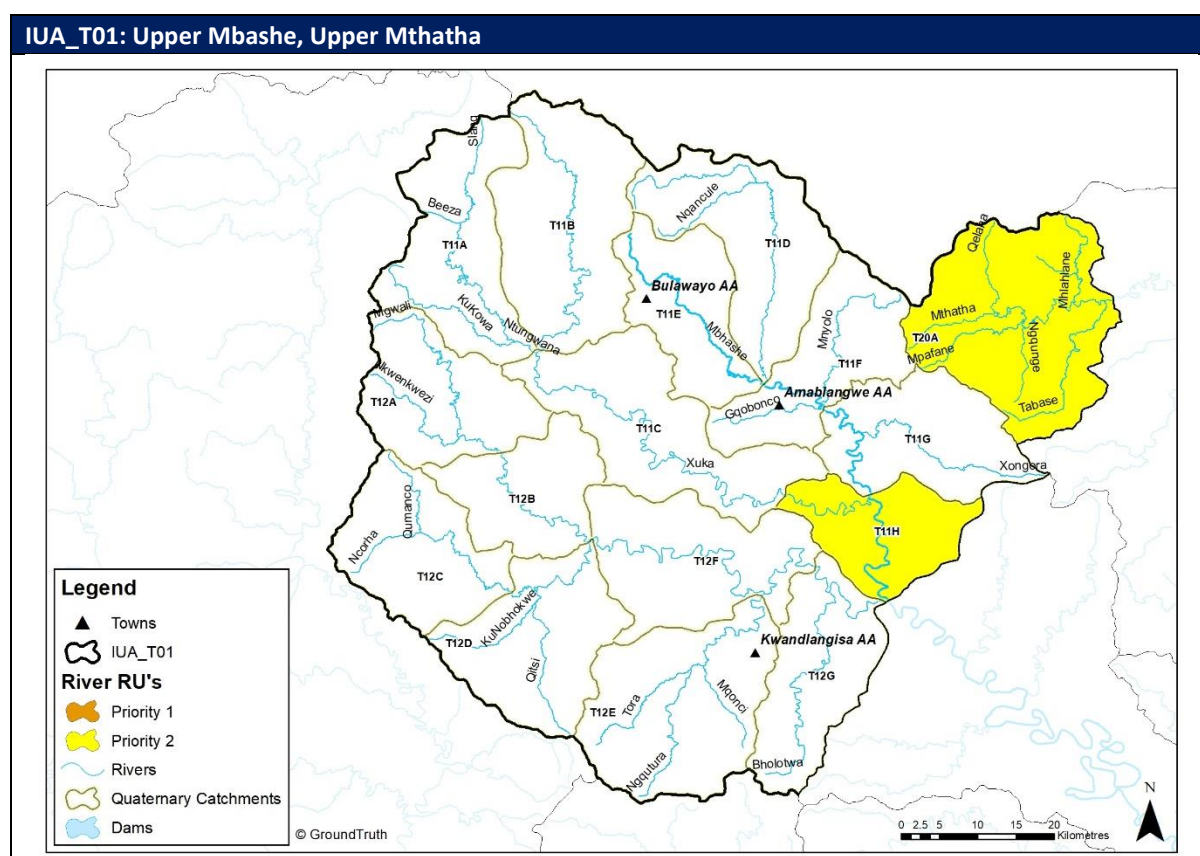 IUA_T01: Upper Mbashe, Upper Mthatha
Slang
Beeza
T11A
T11B
Nqancule
T11D
Qelaka
Mhlahlane
Bulawayo AA
T11E
Mgwali
KuKowa
Ntungwana
Mbhashe
Mnyolo
T11F
Mthatha
T20A
Mpafane
Ngqunge
Tabase
Nkwenkwezi
T12A
Amablangwe AA
Gqobonco
T11C
T11G
Xuka
Xongora
Qumanco
T12B
Ncorha
T11H
T12C
T12F
KuNobhokwe
T12D
Qitsi
Kwandlangisa AA
T12G
Tora
Mqonci
T12E
Ngqutura
Bholotwa
Legend
Towns
IUA_T01
River RU's
Priority 1
Priority 2
Rivers
Quaternary Catchments
Dams
© GroundTruth
N
0 2.5 5 10 15 20
Kilometres